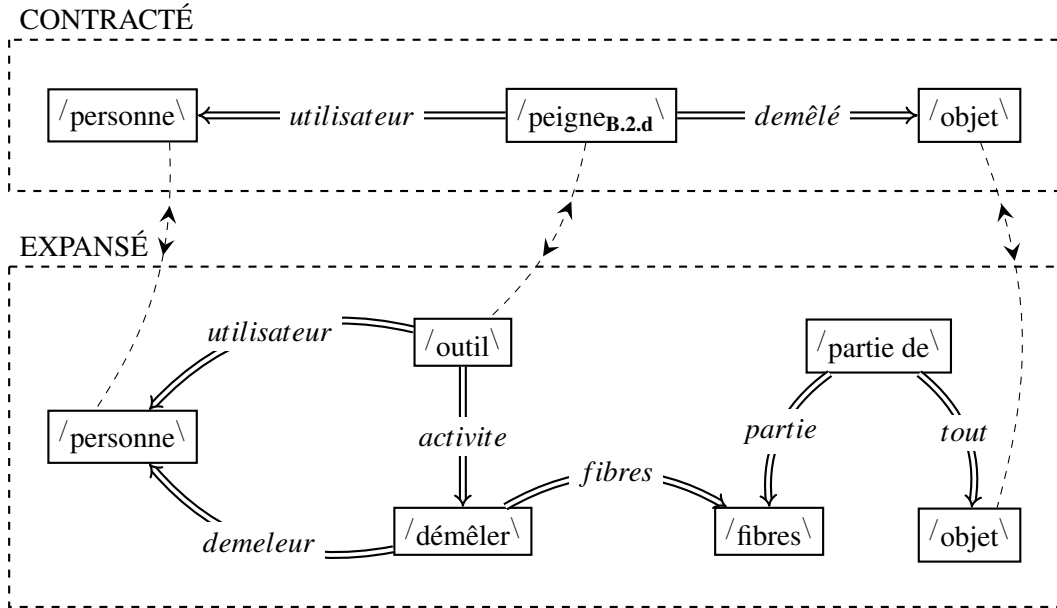 CONTRACTÉ
/personne\ utilisateur /peigneB.2.d\ demêlé /objet\
EXPANSÉ
utilisateur /outil\ /partie de\
/personne\ activite partie tout
fibres
demeleur /démêler\ /fibres\ /objet\